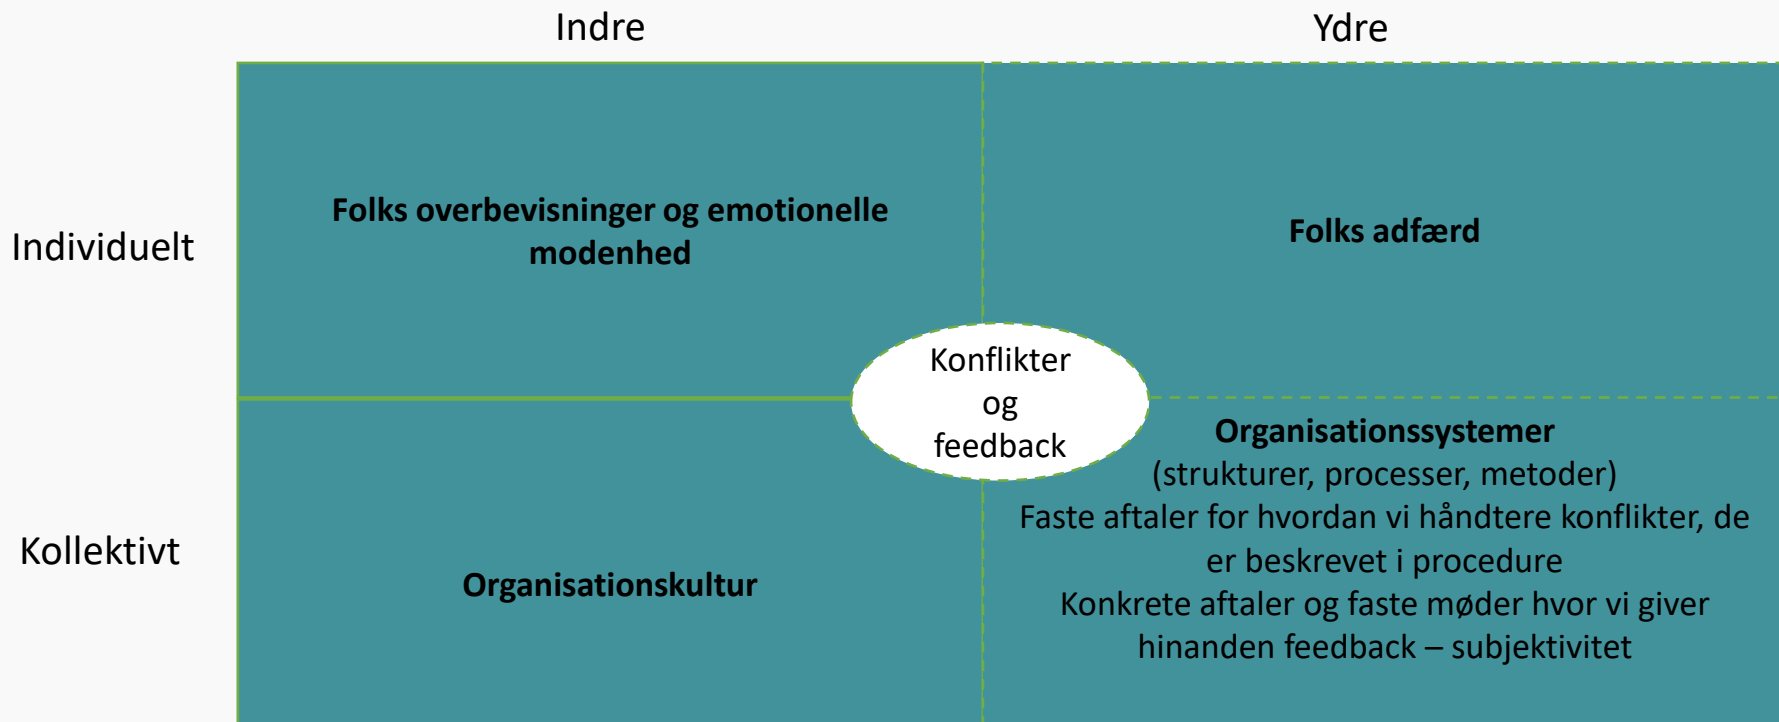 Indre
Ydre
Individuelt
Folks overbevisninger og emotionelle
modenhed
Folks adfærd
Konflikter
og
feedback
Kollektivt
Organisationskultur
Organisationssystemer
(strukturer, processer, metoder)
Faste aftaler for hvordan vi håndtere konflikter, de
er beskrevet i procedure
Konkrete aftaler og faste møder hvor vi giver
hinanden feedback – subjektivitet